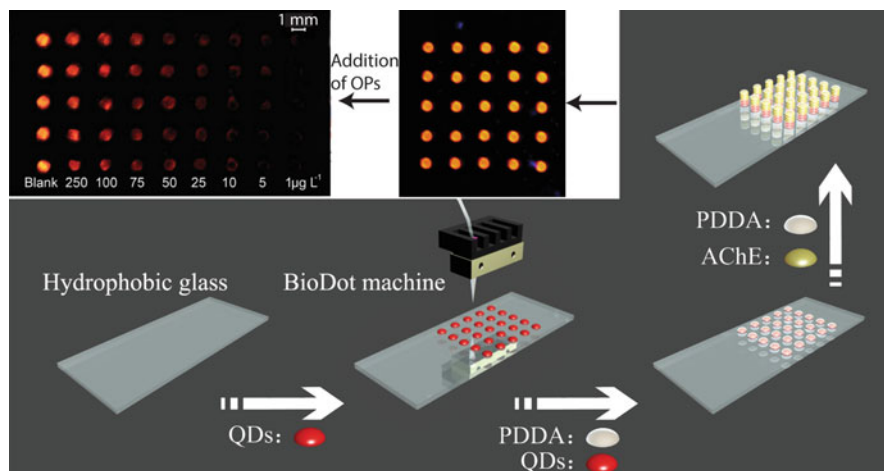 1 mm
Addition
of OPs
Blank 250 100 75 50 25 10 5 1µg L⁻¹
PDDA:
AChE:
Hydrophobic glass
BioDot machine
QDs:
PDDA:
QDs: